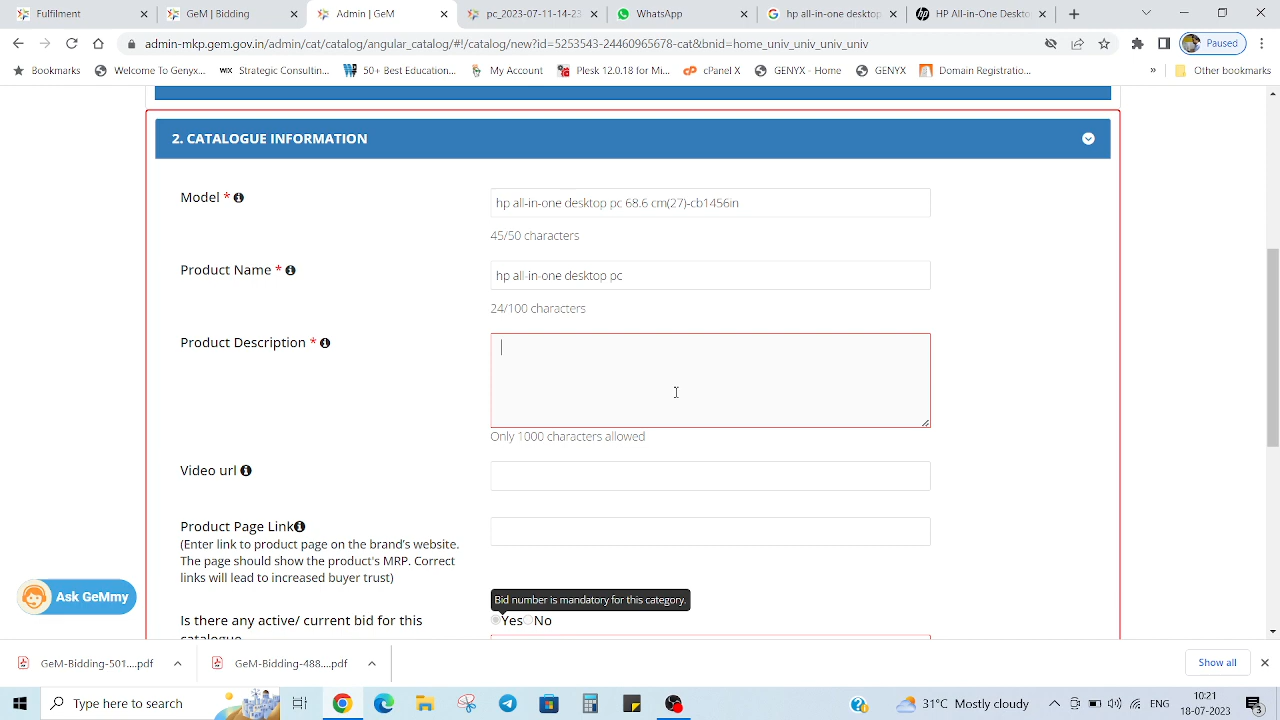 Fulfilment
GeM | Bidding
Admin | GeM
pc_2023-07-11-14-23
WhatsApp
hp all-in-one desktop pc
HP All-in-One Deskto
admin-mlp.gem.gov.in/admin/cat/catalog/angular_catalog/#!/catalog/new?id=5253543-24460965678-cat&bnid=home_univ_univ_univ_univ
Paused
Bookmarks
Welcome To Genyx...
Strategic Consultin...
50+ Best Education...
My Account
Plesk 12.0.18 for Mi...
cPanel X
GENYX - Home
GENYX
Domain Registratio...
»
Other bookmarks
2. CATALOGUE INFORMATION
Model *
hp all-in-one desktop pc 68.6 cm(27)-cb1456in
45/50 characters
Product Name *
hp all-in-one desktop pc
24/100 characters
Product Description *
Only 1000 characters allowed
Video url
Product Page Link
(Enter link to product page on the brand's website.
The page should show the product's MRP. Correct
links will lead to increased buyer trust)
Ask GeMmy
Bid number is mandatory for this category.
Is there any active/ current bid for this
catalogue
Yes No
GeM-Bidding-501....pdf
GeM-Bidding-488....pdf
Show all
Type here to search
31°C Mostly cloudy
ENG
10:21
18-07-2023
3